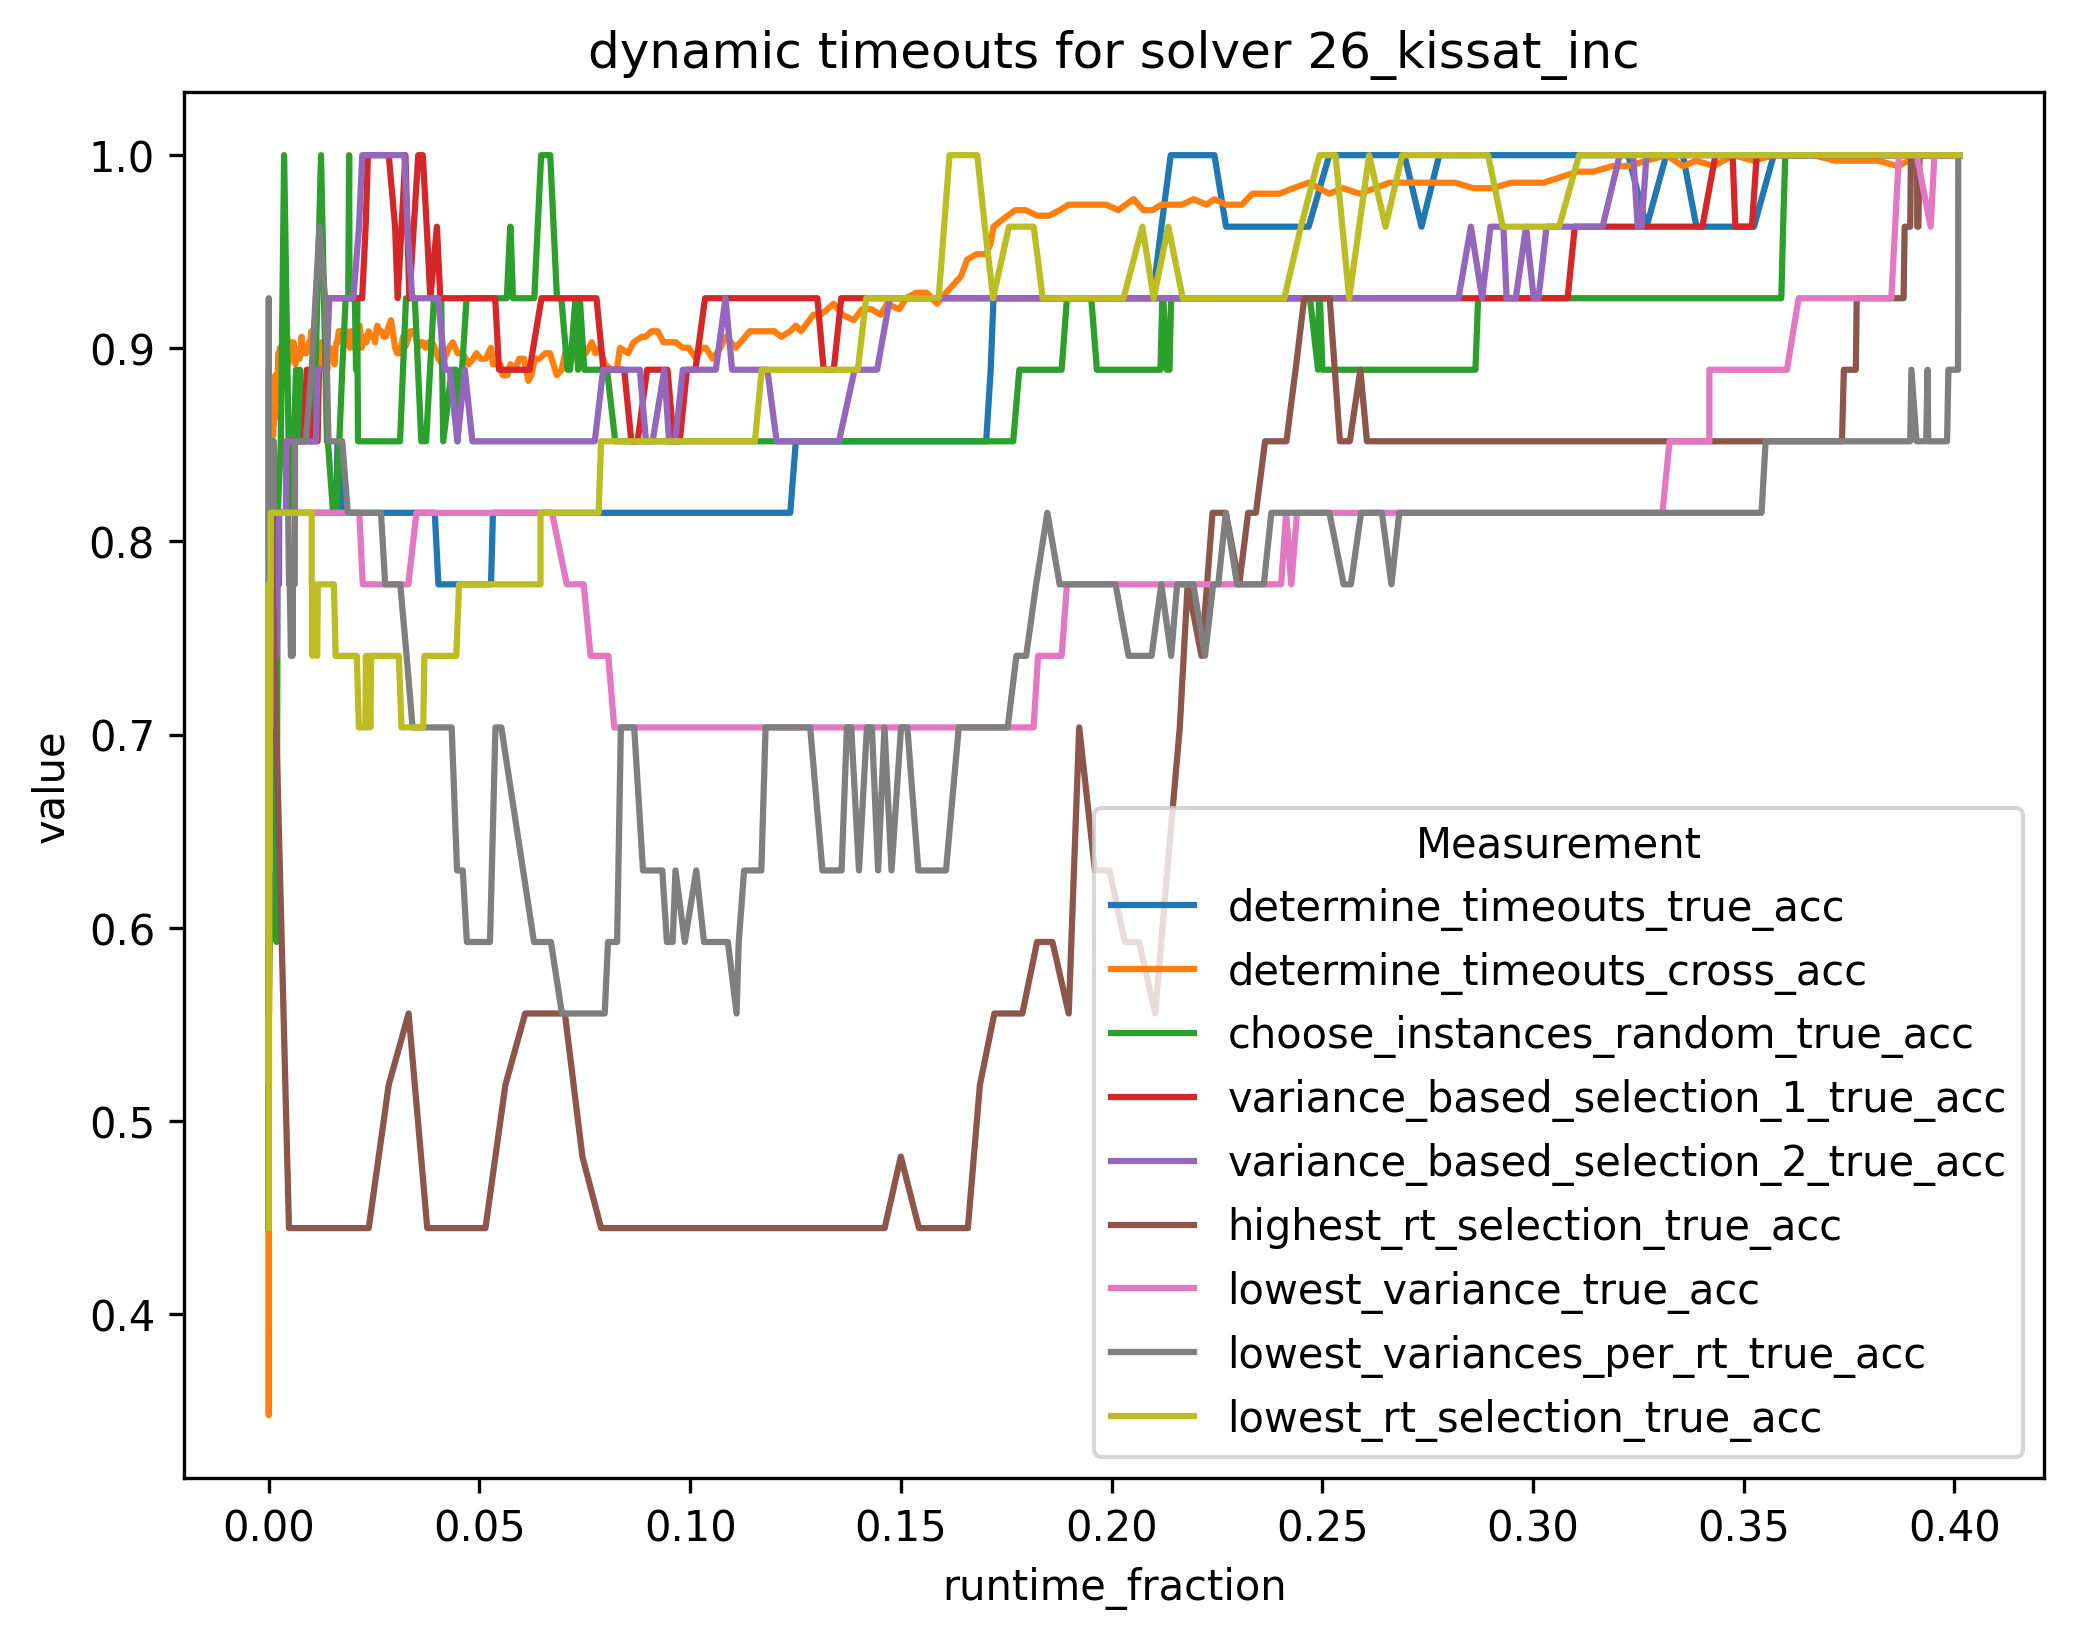 dynamic timeouts for solver 26_kissat_inc
1.0
0.9
0.8
0.7
0.6
0.5
0.4
value
Measurement
determine_timeouts_true_acc
determine_timeouts_cross_acc
choose_instances_random_true_acc
variance_based_selection_1_true_acc
variance_based_selection_2_true_acc
highest_rt_selection_true_acc
lowest_variance_true_acc
lowest_variances_per_rt_true_acc
lowest_rt_selection_true_acc
0.00 0.05 0.10 0.15 0.20 0.25 0.30 0.35 0.40
runtime_fraction